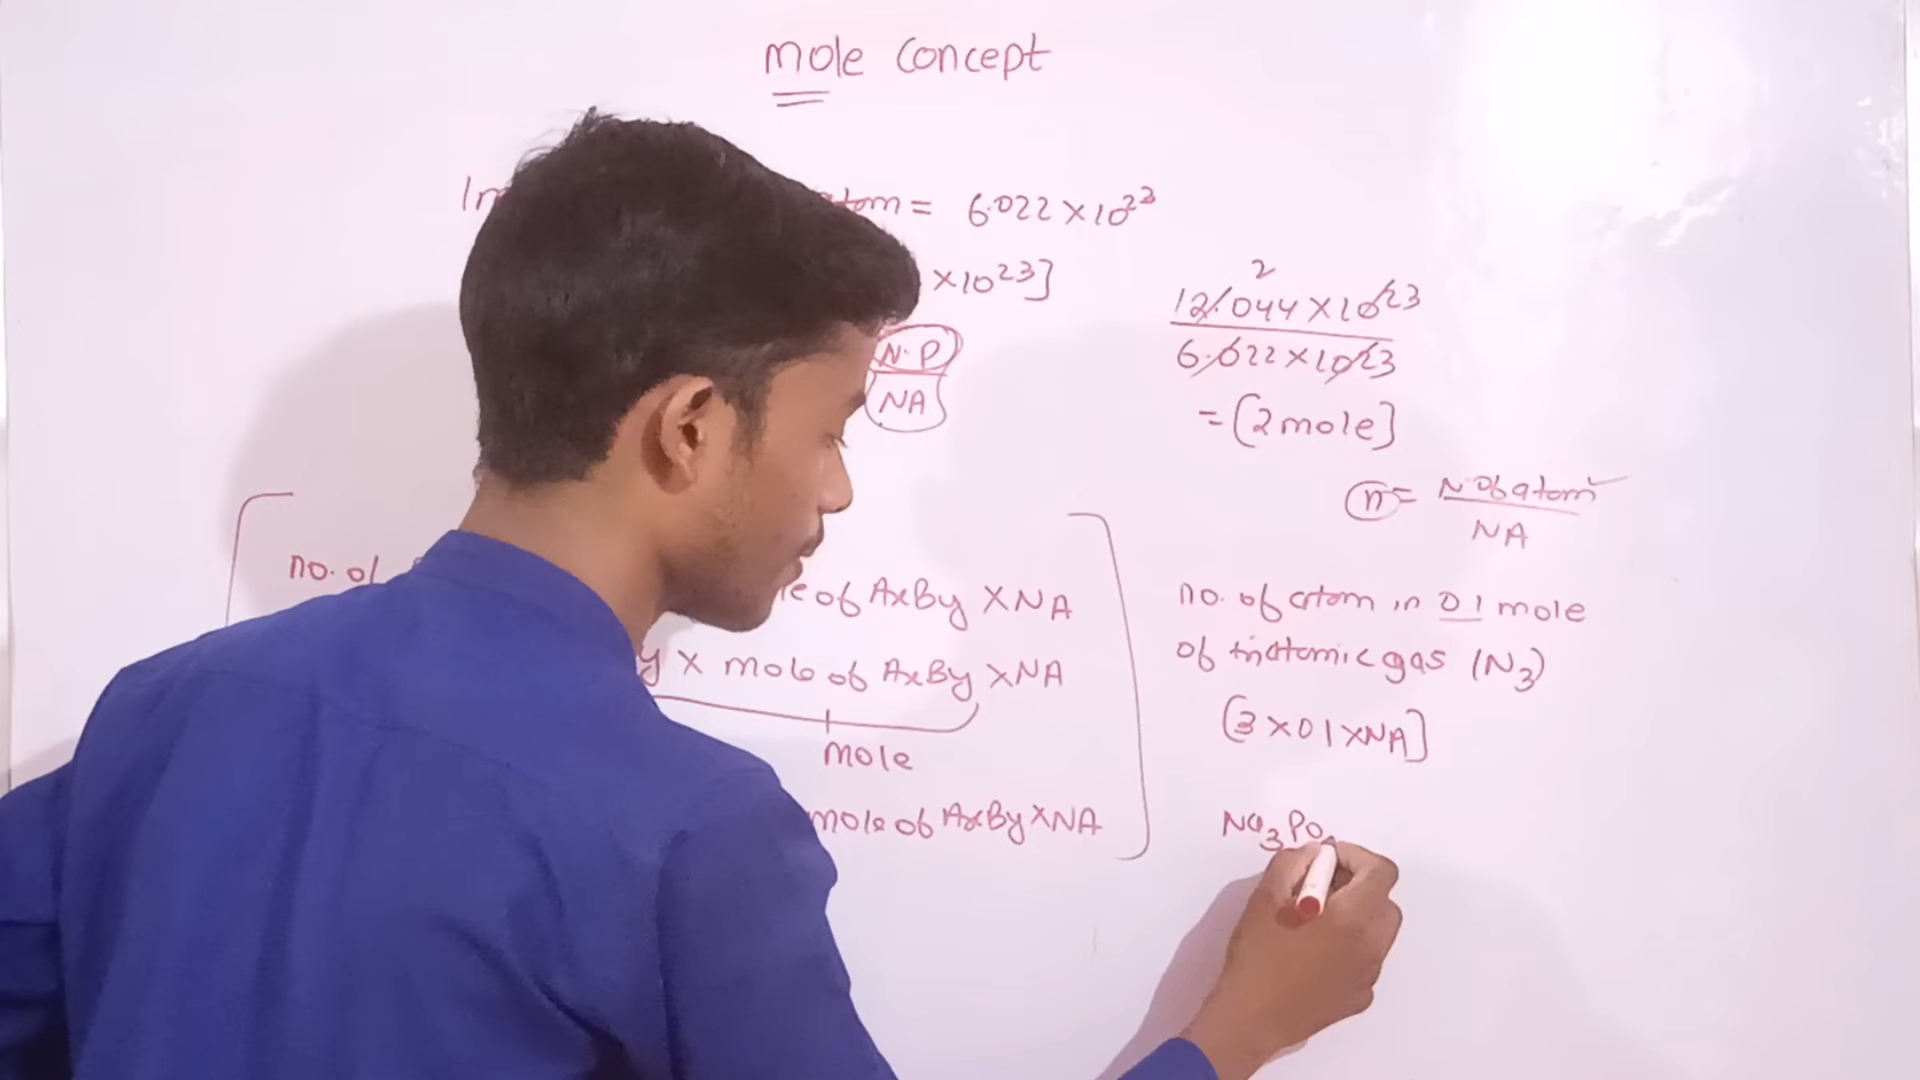 mole concept
atom = 6.022 × 10²³
× 10²³]
N.P
NA
no. of
le of AxBy × NA
y × mole of AxBy × NA
mole
mole of AxBy × NA
2
12.044 × 10²³
6.022 × 10²³
= (2 mole]
n = N of atom
NA
no. of atom in 0.1 mole
of triatomic gas (N₃)
(3 × 0.1 × NA]
Na₃PO